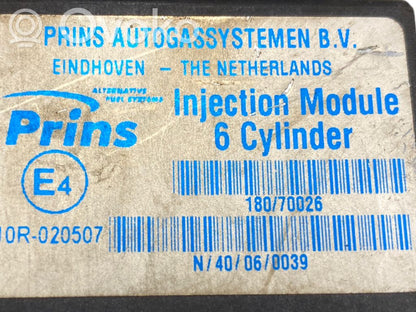 PRINS AUTOGASSYSTEMEN B.V.
EINDHOVEN - THE NETHERLANDS
ALTERNATIVE
FUEL SYSTEMS
Prins
Injection Module
6 Cylinder
E4
180/70026
10R-020507
N/40/06/0039